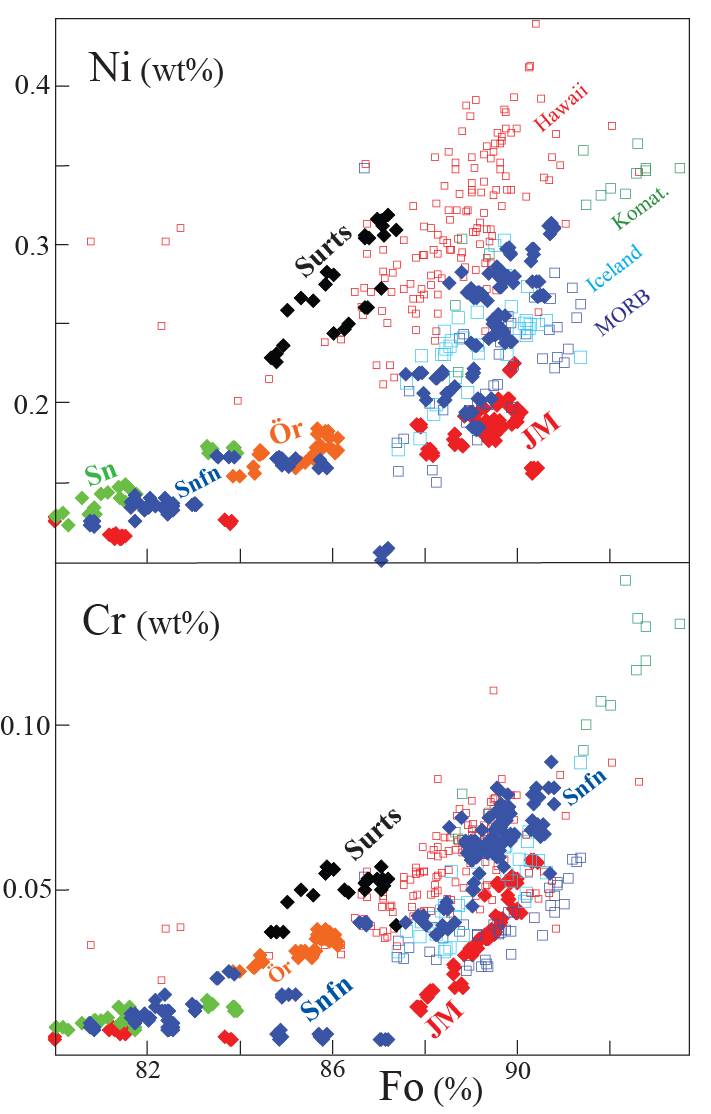 Ni (wt%)
0.4
Hawaii
Komat.
Surts
0.3
Iceland
MORB
0.2
Ör
JM
Sn
Snfn
Cr (wt%)
0.10
Snfn
Surts
0.05
Ör
Snfn
JM
82
86
90
Fo (%)